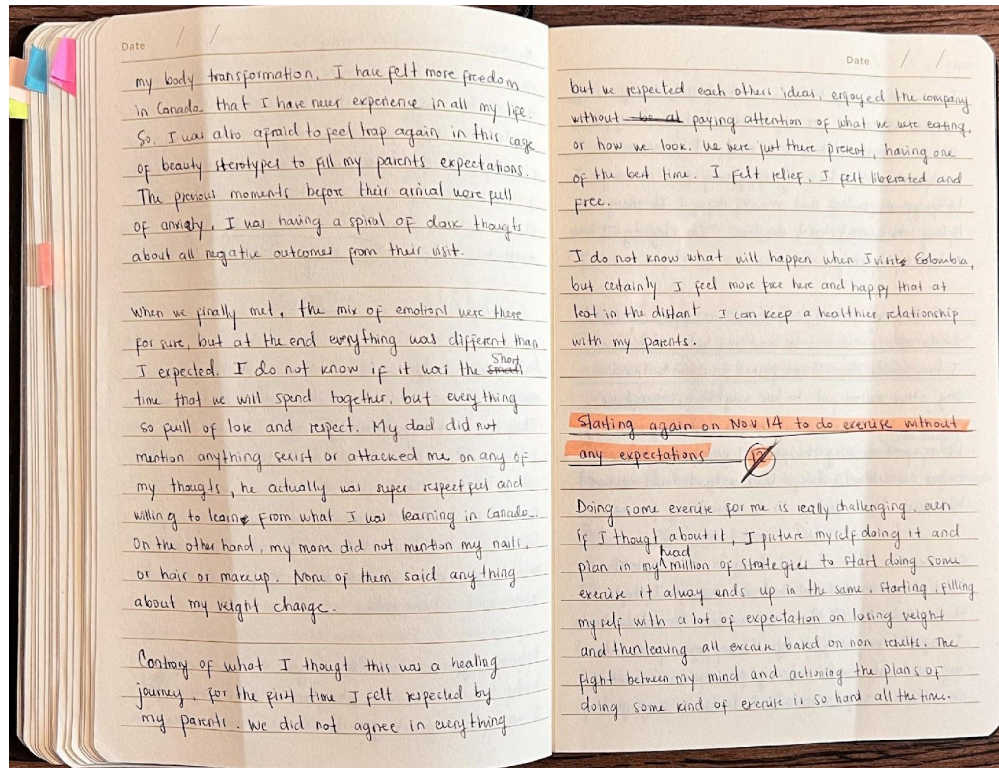 Date / /
my body transformation. I have felt more freedom
in Canada that I have never experience in all my life.
So, I was also afraid to feel trap again in this cage
of beauty sterotypes to fill my parents expectations.
The previous moments before their arrival were full
of anxiety. I was having a spiral of dark thougts
about all negative outcomes from their visit.
When we finally met, the mix of emotions were there
for sure, but at the end everything was different than
I expected. I do not know if it was the small Short
time that we will spend together, but everything
so full of love and respect. My dad did not
mention anything sexist or attacked me on any of
my thougts, he actually was super respectful and
willing to learn from what I was learning in Canada.
On the other hand, my mom did not mention my nails,
or hair or makeup. None of them said anything
about my weight change.
Contrary of what I thougt this was a healing
journey, for the first time I felt respected by
my parents. We did not agree in everything
Date / /
but we respected each others ideas, enjoyed the company
without be at paying attention of what we were eating,
or how we look. We were just there present, having one
of the best time. I felt relief, I felt liberated and
free.
I do not know what will happen when I visit Colombia,
but certainly I feel more free here and happy that at
leat in the distant I can keep a healthier relationship
with my parents.
Starting again on Nov 14 to do exercise without
any expectations 12
Doing some exercise for me is really challenging, even
if I though about it, I picture myself doing it and
plan in my head million of strategies to start doing some
exercise it alway ends up in the same. Starting, filling
myself with a lot of expectation on losing weight
and then leaving all exercise based on non results. The
fight between my mind and actioning the plans of
doing some kind of exercise is so hard all the time.